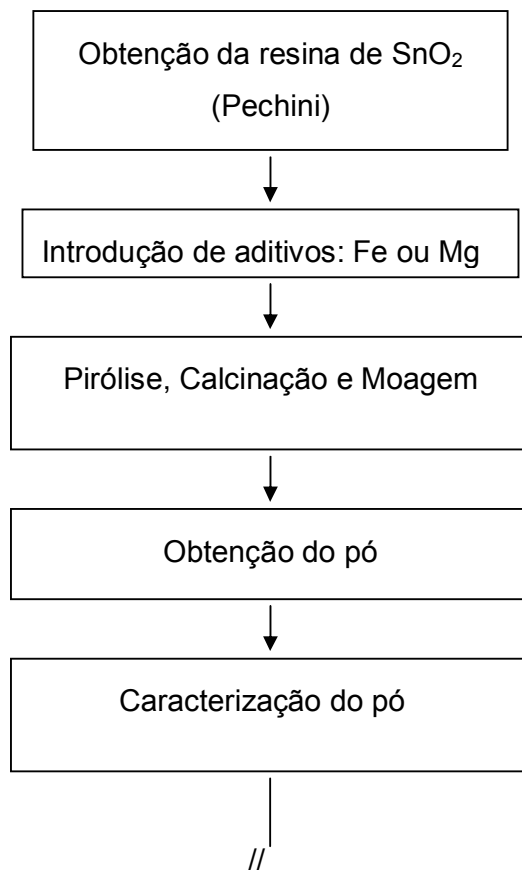 Obtenção da resina de SnO₂
(Pechini)
Introdução de aditivos: Fe ou Mg
Pirólise, Calcinação e Moagem
Obtenção do pó
Caracterização do pó
//